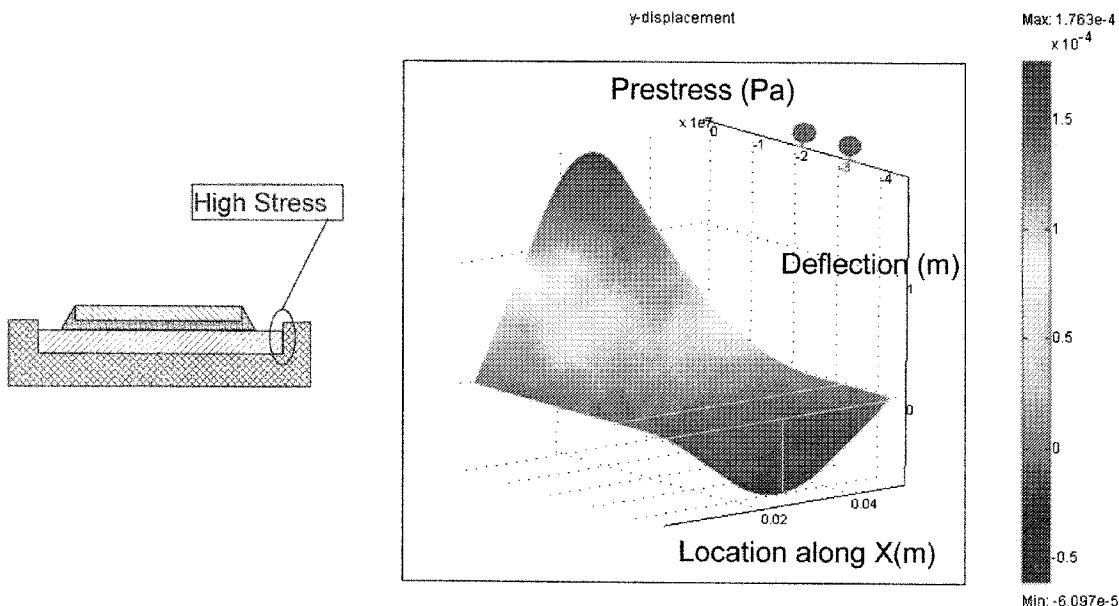 y-displacement
Max: 1.763e-4
x 10^-4
Prestress (Pa)
x 1e7
0
-1
-2
-3
-4
High Stress
Deflection (m)
1
0
0.02
0.04
Location along X(m)
1.5
1
0.5
0
-0.5
Min: -6.097e-5